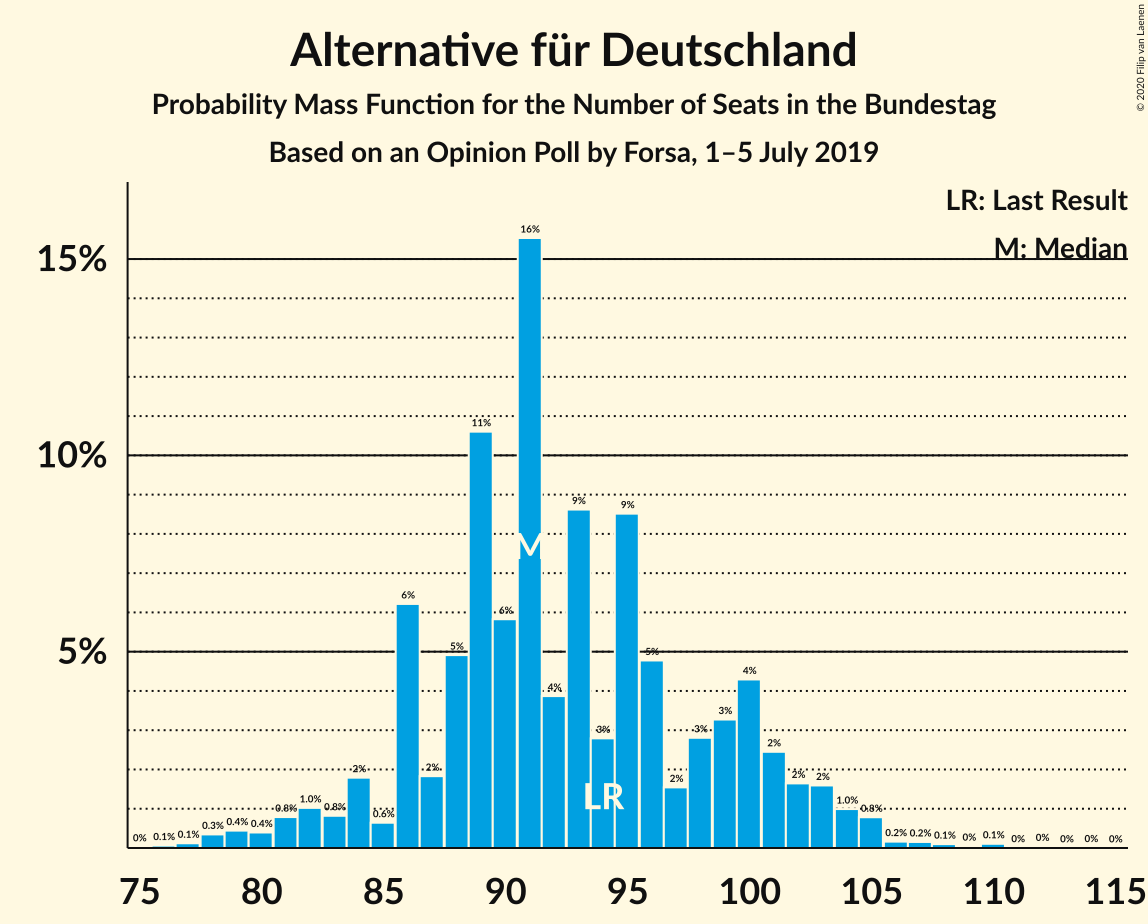 © 2020 Filip van Laenen
Alternative für Deutschland
Probability Mass Function for the Number of Seats in the Bundestag
Based on an Opinion Poll by Forsa, 1–5 July 2019
LR: Last Result
M: Median
15%
10%
5%
0% 0.1% 0.1% 0.3% 0.4% 0.4% 0.8% 1.0% 0.8% 2% 0.6% 6% 2% 5% 11% 6% 16% 4% 9% 3% 9% 5% 2% 3% 3% 4% 2% 2% 2% 1.0% 0.8% 0.2% 0.2% 0.1% 0% 0.1% 0% 0% 0% 0% 0%
M
LR
75 80 85 90 95 100 105 110 115